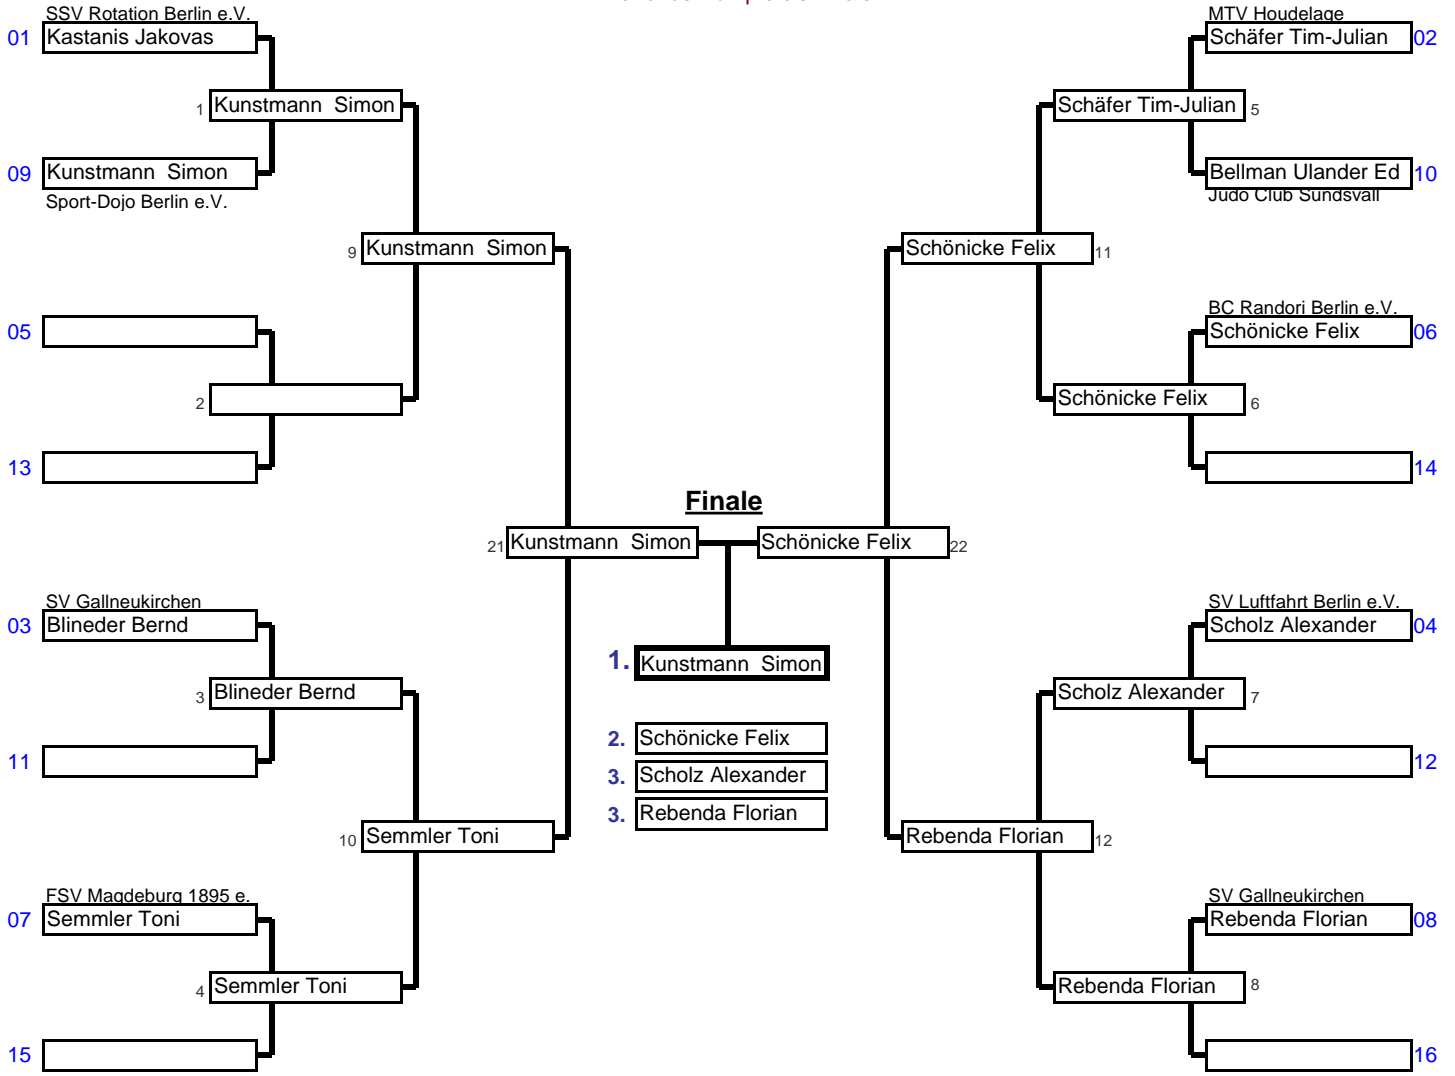 SSV Rotation Berlin e.V.
01 Kastanis Jakovas
1 Kunstmann  Simon
09 Kunstmann  Simon
Sport-Dojo Berlin e.V.
9 Kunstmann  Simon
05
2
13
21 Kunstmann  Simon
SV Gallneukirchen
03 Blineder Bernd
3 Blineder Bernd
11
10 Semmler Toni
FSV Magdeburg 1895 e.
07 Semmler Toni
4 Semmler Toni
15
Finale
1. Kunstmann  Simon
2. Schönicke Felix
3. Scholz Alexander
3. Rebenda Florian
MTV Houdelage
Schäfer Tim-Julian 02
Schäfer Tim-Julian 5
Bellman Ulander Ed 10
Judo Club Sundsvall
Schönicke Felix 11
BC Randori Berlin e.V.
Schönicke Felix 06
Schönicke Felix 6
14
Schönicke Felix 22
SV Luftfahrt Berlin e.V.
Scholz Alexander 04
Scholz Alexander 7
12
Rebenda Florian 12
SV Gallneukirchen
Rebenda Florian 08
Rebenda Florian 8
16